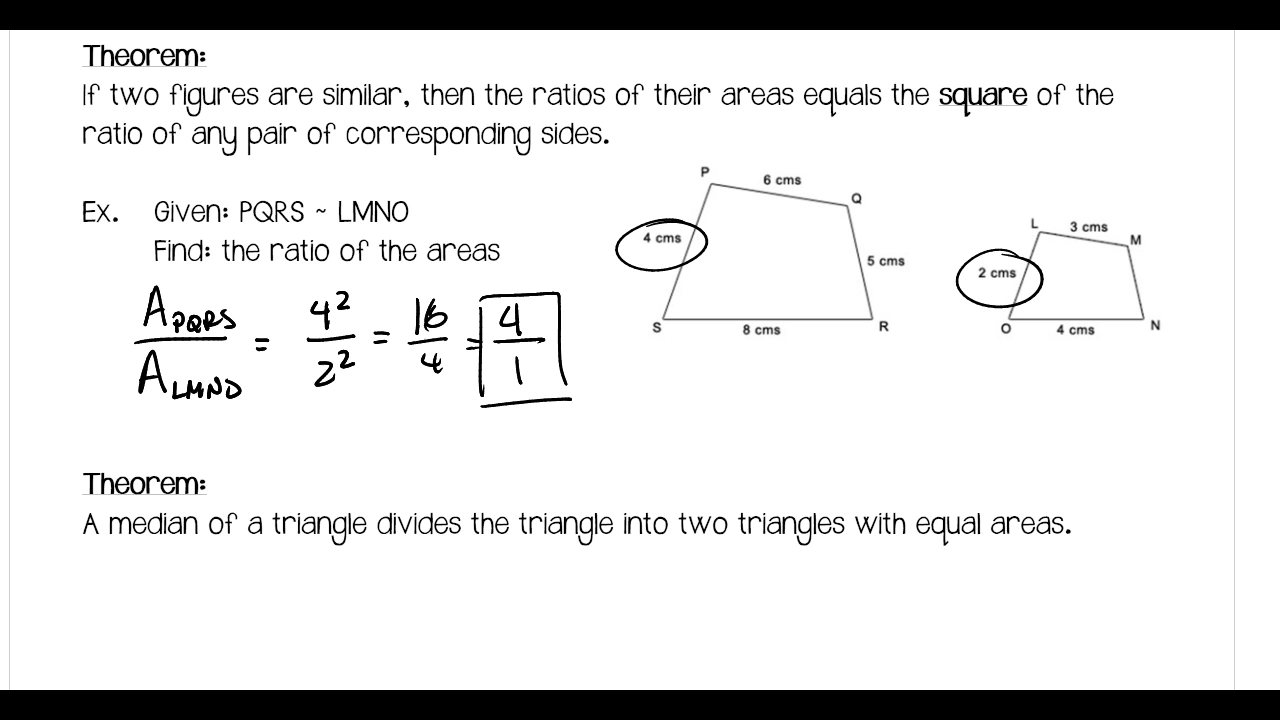 Theorem:
If two figures are similar, then the ratios of their areas equals the square of the
ratio of any pair of corresponding sides.
Ex. Given: PQRS ~ LMNO
Find: the ratio of the areas
A PQRS / A LMNO = 4² / 2² = 16 / 4 = 4 / 1
P
6 cms
Q
4 cms
5 cms
S
8 cms
R
L
3 cms
M
2 cms
O
4 cms
N
Theorem:
A median of a triangle divides the triangle into two triangles with equal areas.